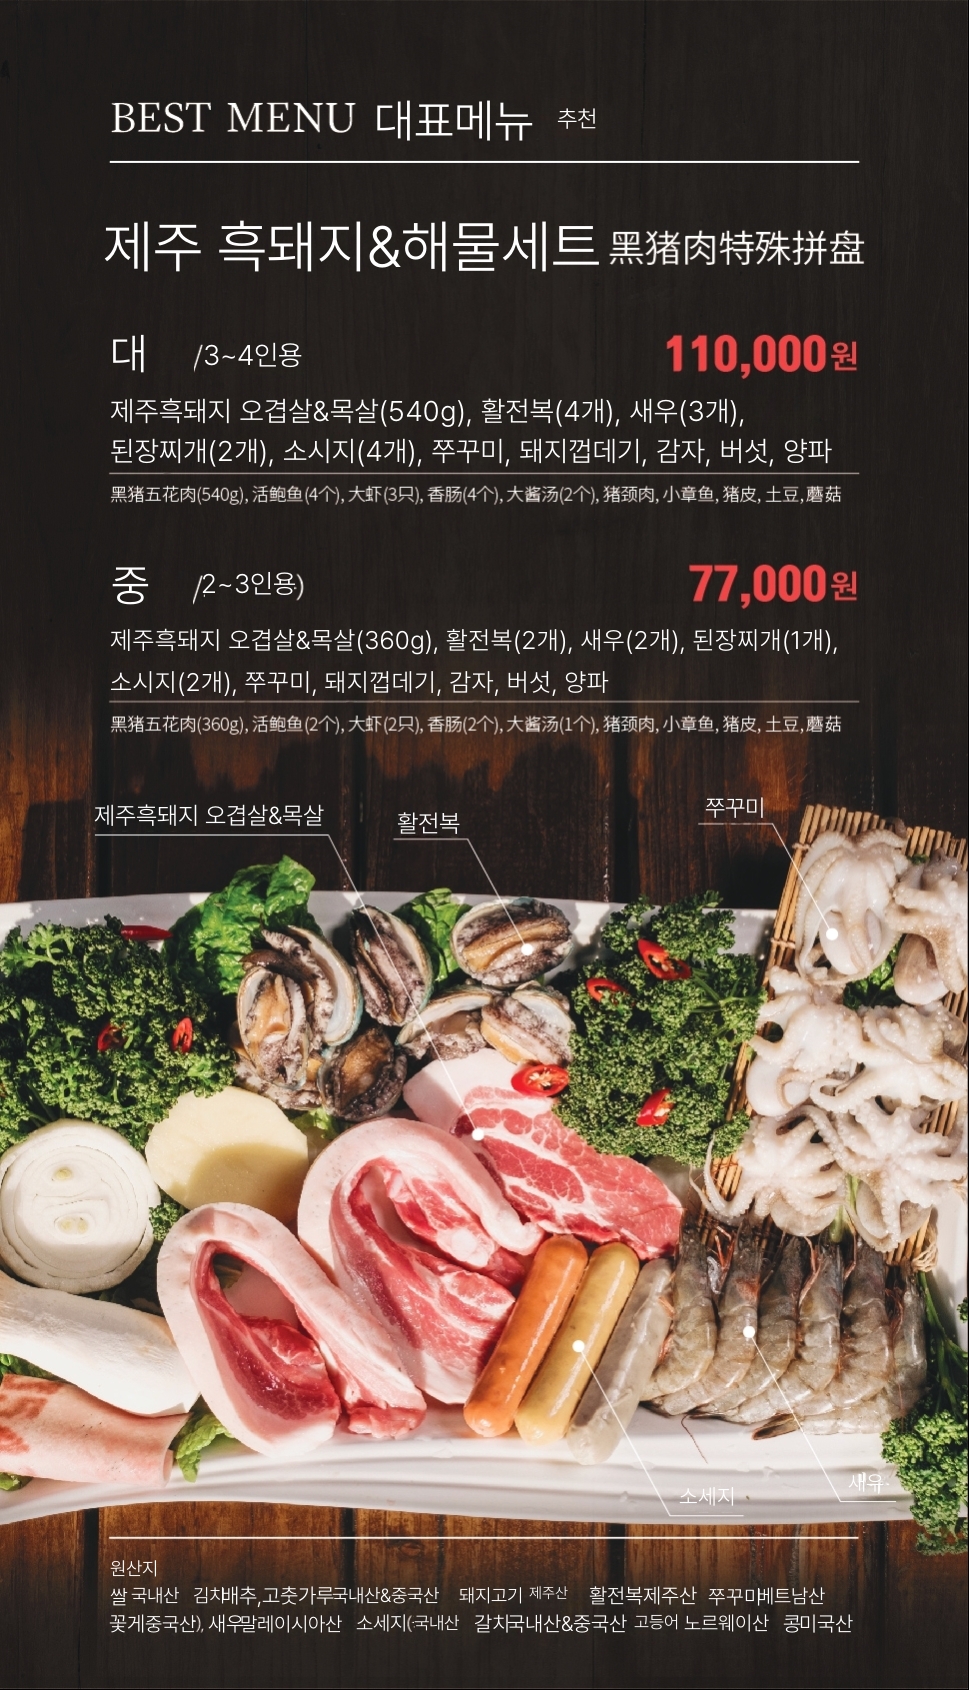 BEST MENU 대표메뉴 추천
제주 흑돼지&해물세트 黑猪肉特殊拼盘
대 /3~4인용 110,000원
제주흑돼지 오겹살&목살(540g), 활전복(4개), 새우(3개),
된장찌개(2개), 소시지(4개), 쭈꾸미, 돼지껍데기, 감자, 버섯, 양파
黑猪五花肉(540g), 活鲍鱼(4个), 大虾(3只), 香肠(4个), 大酱汤(2个), 猪颈肉, 小章鱼, 猪皮, 土豆, 蘑菇
중 /2~3인용) 77,000원
제주흑돼지 오겹살&목살(360g), 활전복(2개), 새우(2개), 된장찌개(1개),
소시지(2개), 쭈꾸미, 돼지껍데기, 감자, 버섯, 양파
黑猪五花肉(360g), 活鲍鱼(2个), 大虾(2只), 香肠(2个), 大酱汤(1个), 猪颈肉, 小章鱼, 猪皮, 土豆, 蘑菇
제주흑돼지 오겹살&목살 활전복 쭈꾸미
소세지
원산지
쌀 국내산 김치배추,고춧가루국내산&중국산 돼지고기 제주산 활전복제주산 쭈꾸미베트남산
꽃게중국산), 새우말레이시아산 소세지(국내산 갈치국내산&중국산 고등어 노르웨이산 콩미국산